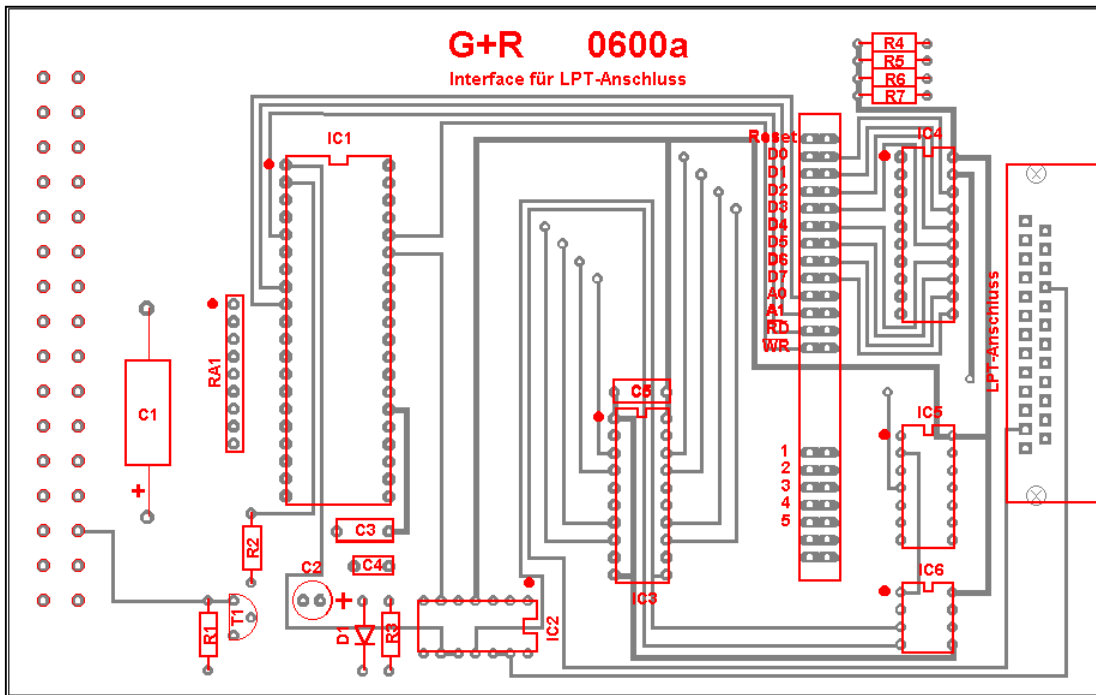 G+R 0600a
Interface für LPT-Anschluss
R4
R5
R6
R7
IC1
Reset
D0
D1
D2
D3
D4
D5
D6
D7
A0
A1
RD
WR
IC4
LPT-Anschluss
RA1
C1
+
C5
IC5
1
2
3
4
5
R2
C3
C4
C2
+
IC3
IC6
R1
T1
D1
R3
IC2